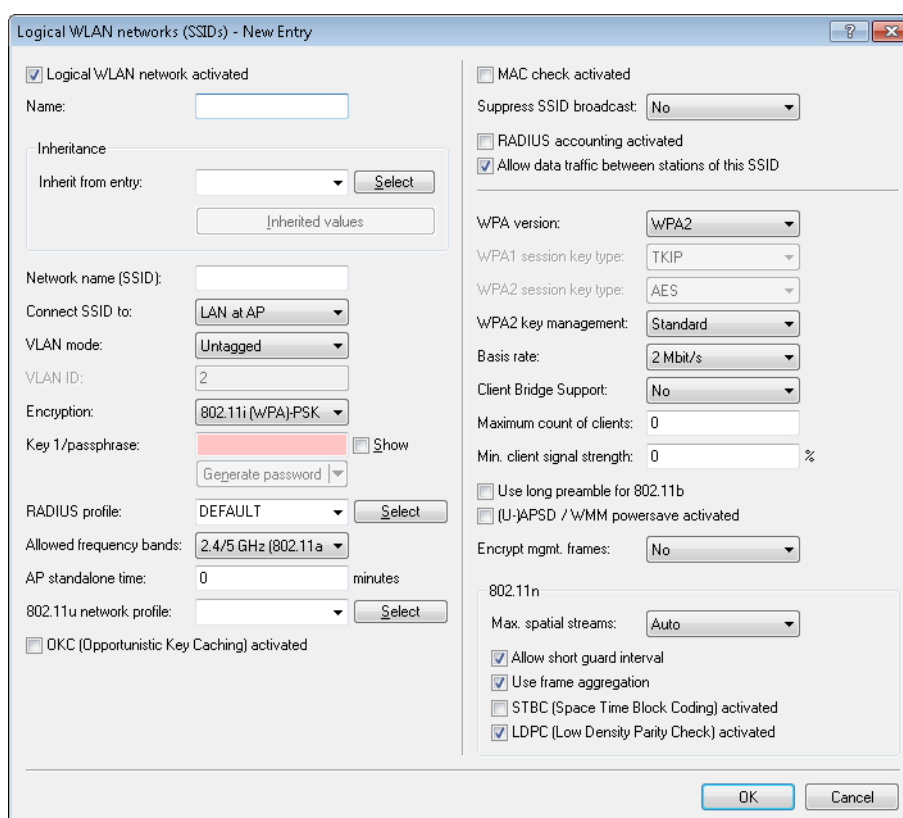 Logical WLAN networks (SSIDs) - New Entry
Logical WLAN network activated
Name:
Inheritance
Inherit from entry:
Select
Inherited values
Network name (SSID):
Connect SSID to: LAN at AP
VLAN mode: Untagged
VLAN ID: 2
Encryption: 802.11i (WPA)-PSK
Key 1/passphrase: Show
Generate password
RADIUS profile: DEFAULT Select
Allowed frequency bands: 2.4/5 GHz (802.11a
AP standalone time: 0 minutes
802.11u network profile: Select
OKC (Opportunistic Key Caching) activated
MAC check activated
Suppress SSID broadcast: No
RADIUS accounting activated
Allow data traffic between stations of this SSID
WPA version: WPA2
WPA1 session key type: TKIP
WPA2 session key type: AES
WPA2 key management: Standard
Basis rate: 2 Mbit/s
Client Bridge Support: No
Maximum count of clients: 0
Min. client signal strength: 0 %
Use long preamble for 802.11b
(U-)APSD / WMM powersave activated
Encrypt mgmt. frames: No
802.11n
Max. spatial streams: Auto
Allow short guard interval
Use frame aggregation
STBC (Space Time Block Coding) activated
LDPC (Low Density Parity Check) activated
OK Cancel